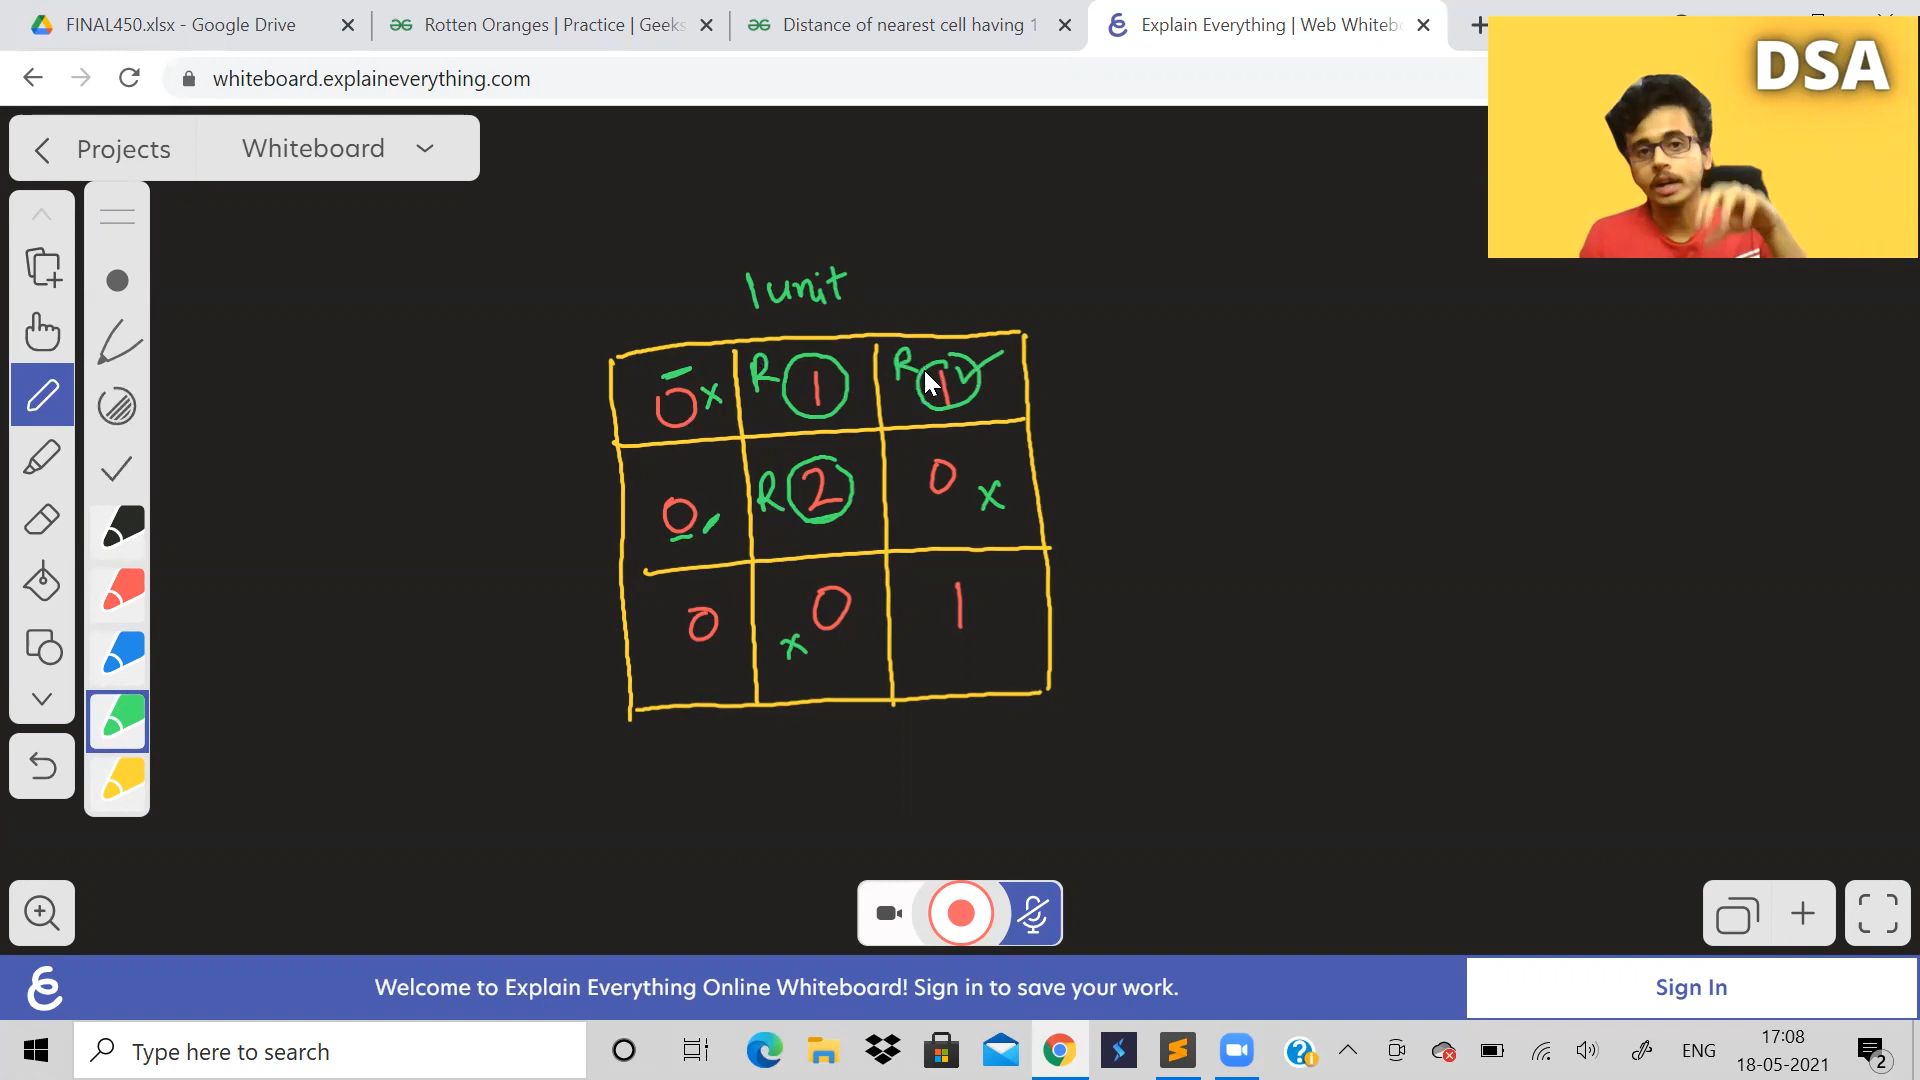 FINAL450.xlsx - Google Drive
Rotten Oranges | Practice | Geeks
Distance of nearest cell having 1
Explain Everything | Web Whitebo
whiteboard.explaineverything.com
DSA
Projects
Whiteboard
1 unit
0 x R 1 R 1
0 R 2 0 x
0 x 0 1
Welcome to Explain Everything Online Whiteboard! Sign in to save your work.
Sign In
Type here to search
ENG
17:08
18-05-2021
2